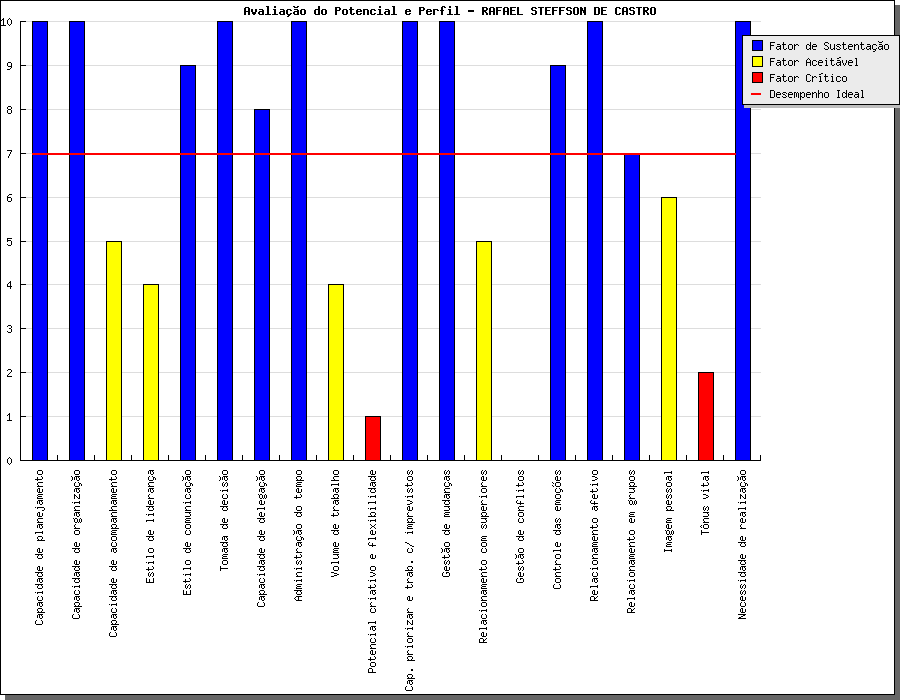 Avaliação do Potencial e Perfil - RAFAEL STEFFSON DE CASTRO
Fator de Sustentação
Fator Aceitável
Fator Crítico
Desempenho Ideal
10
9
8
7
6
5
4
3
2
1
0
Capacidade de planejamento
Capacidade de organização
Capacidade de acompanhamento
Estilo de liderança
Estilo de comunicação
Tomada de decisão
Capacidade de delegação
Administração do tempo
Volume de trabalho
Potencial criativo e flexibilidade
Cap. priorizar e trab. c/ imprevistos
Gestão de mudanças
Relacionamento com superiores
Gestão de conflitos
Controle das emoções
Relacionamento afetivo
Relacionamento em grupos
Imagem pessoal
Tônus vital
Necessidade de realização